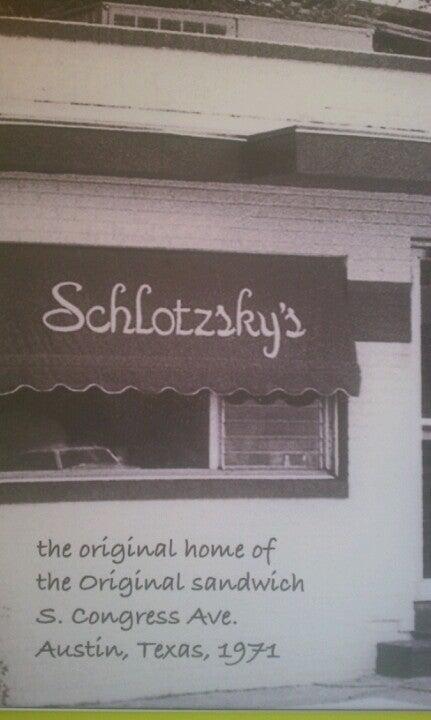 Schlotzsky's
the original home of
the Original sandwich
S. Congress Ave.
Austin, Texas, 1971